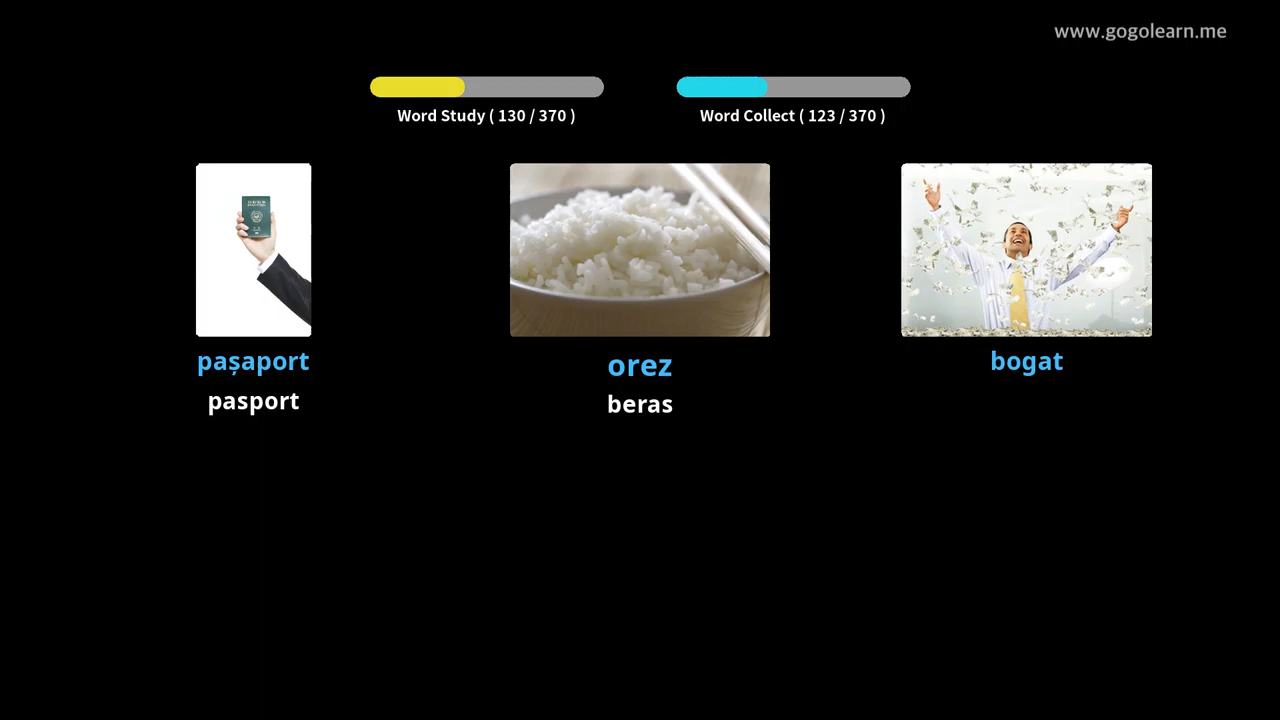 www.gogolearn.me
Word Study ( 130 / 370 )
Word Collect ( 123 / 370 )
pașaport
orez
bogat
pasport
beras